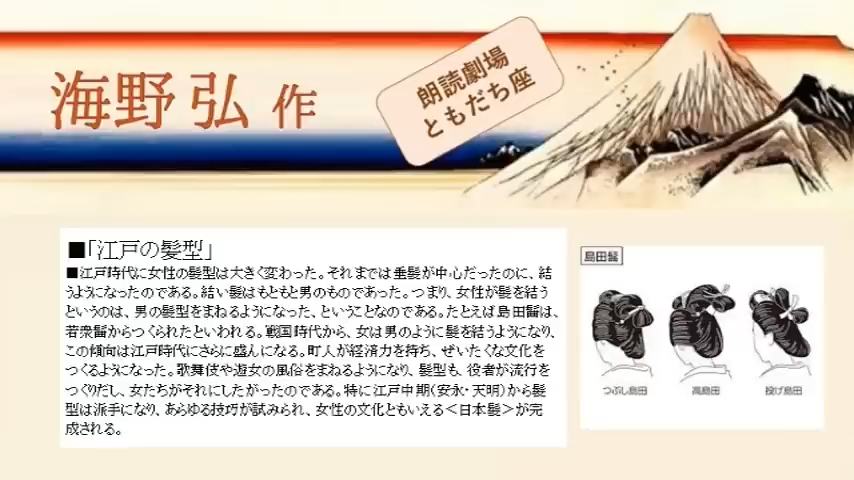 海野弘 作
朗読劇場
ともだち座
■「江戸の髪型」
■江戸時代に女性の髪型は大きく変わった。それまでは垂髪が中心だったのに、結
うようになったのである。結い髪はもともと男のものであった。つまり、女性が髪を結う
というのは、男の髪型をまねるようになった、ということなのである。たとえば島田髷は、
若衆髷からつくられたといわれる。戦国時代から、女は男のように髪を結うようになり、
この傾向は江戸時代にさらに盛んになる。町人が経済力を持ち、ぜいたくな文化を
つくるようになった。歌舞伎や遊女の風俗をまねるようになり、髪型も、役者が流行を
つくりだし、女たちがそれにしたがったのである。特に江戸中期(安永・天明)から髪
型は派手になり、あらゆる技巧が試みられ、女性の文化ともいえる<日本髪>が完
成される。
島田髷
つぶし島田
高島田
投げ島田